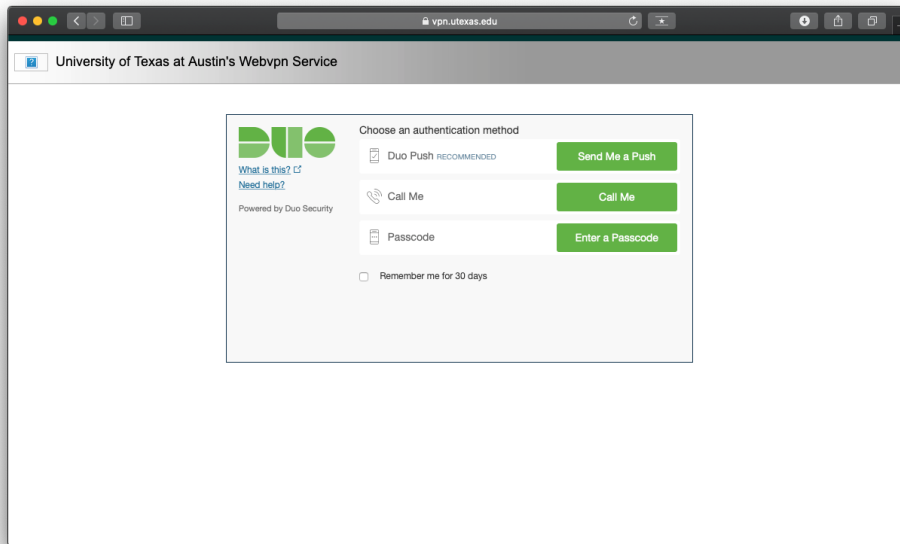 vpn.utexas.edu
University of Texas at Austin's Webvpn Service
DUO
What is this?
Need help?
Powered by Duo Security
Choose an authentication method
Duo Push RECOMMENDED
Send Me a Push
Call Me
Call Me
Passcode
Enter a Passcode
Remember me for 30 days